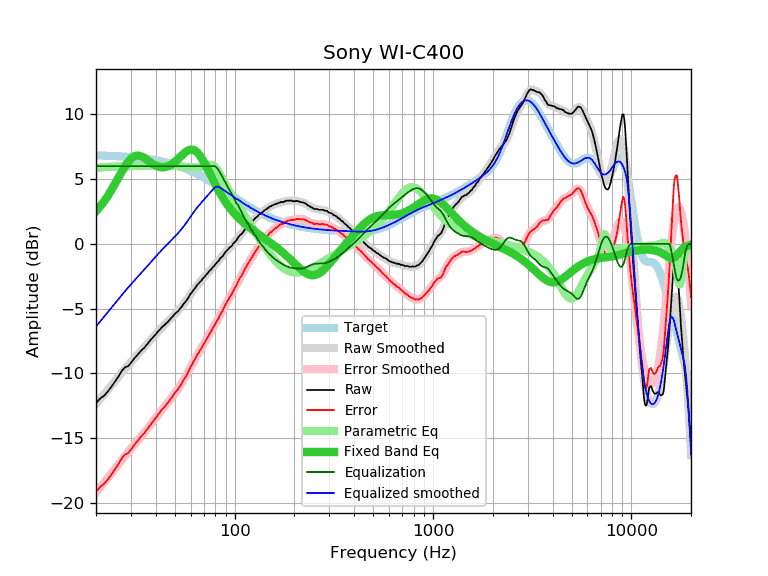 Sony WI-C400
10
5
0
−5
−10
−15
−20
Amplitude (dBr)
Target
Raw Smoothed
Error Smoothed
Raw
Error
Parametric Eq
Fixed Band Eq
Equalization
Equalized smoothed
100
1000
10000
Frequency (Hz)